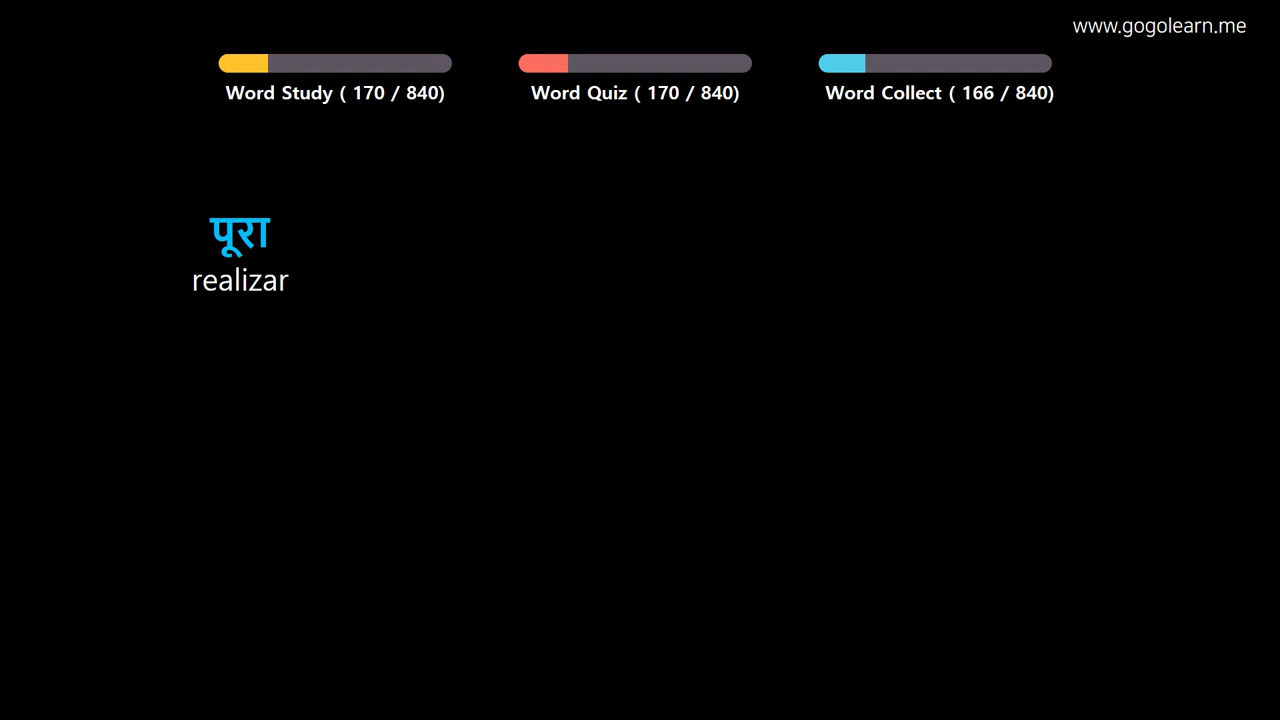 www.gogolearn.me
Word Study ( 170 / 840)
Word Quiz ( 170 / 840)
Word Collect ( 166 / 840)
पूरा
realizar